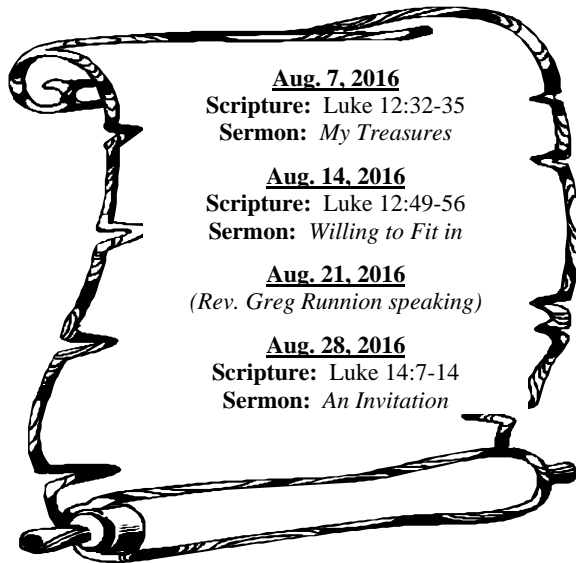 Aug. 7, 2016
Scripture: Luke 12:32-35
Sermon: My Treasures
Aug. 14, 2016
Scripture: Luke 12:49-56
Sermon: Willing to Fit in
Aug. 21, 2016
(Rev. Greg Runnion speaking)
Aug. 28, 2016
Scripture: Luke 14:7-14
Sermon: An Invitation